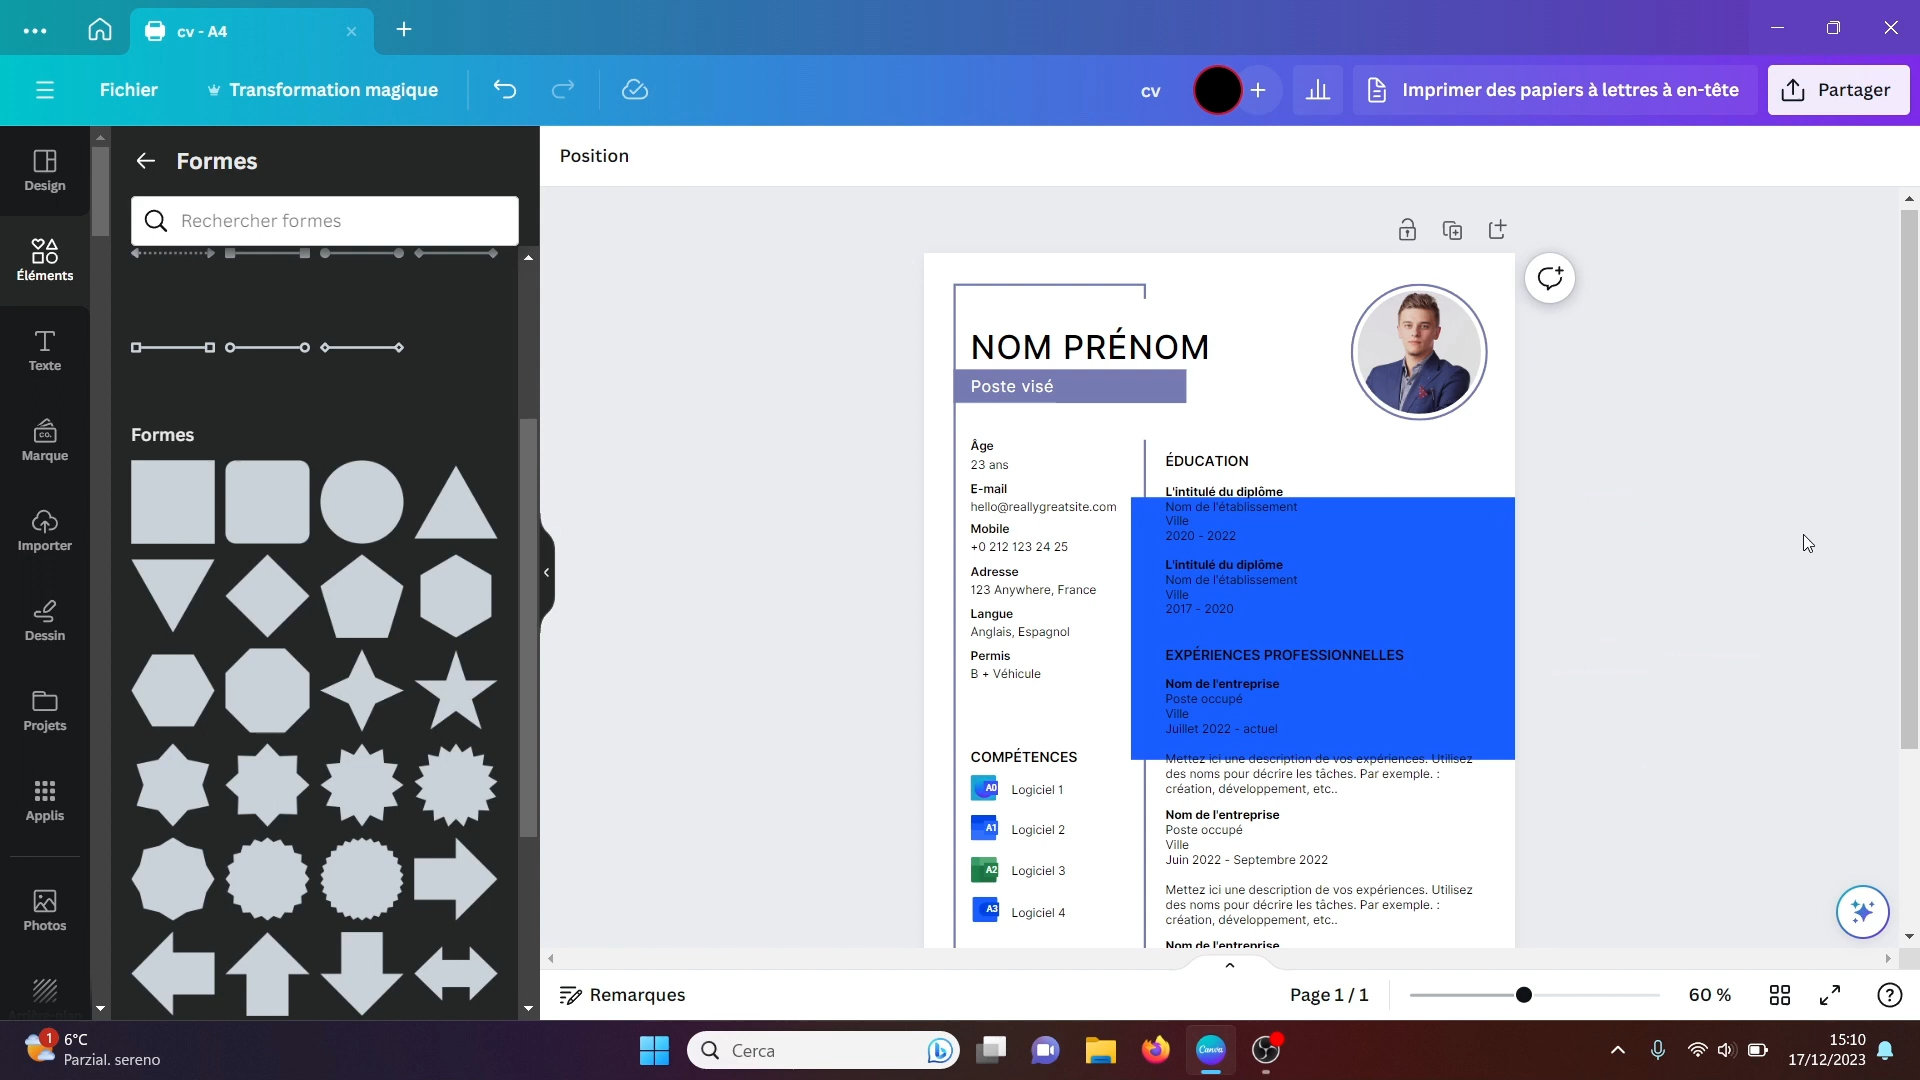 cv - A4
Fichier
Transformation magique
cv
Imprimer des papiers à lettres à en-tête
Partager
Design
Éléments
Texte
CO.
Marque
Importer
Dessin
Projets
Applis
Photos
Formes
Rechercher formes
Formes
Position
NOM PRÉNOM
Poste visé
Âge
23 ans
E-mail
hello@reallygreatsite.com
Mobile
+0 212 123 24 25
Adresse
123 Anywhere, France
Langue
Anglais, Espagnol
Permis
B + Véhicule
COMPÉTENCES
A0 Logiciel 1
A1 Logiciel 2
A2 Logiciel 3
A3 Logiciel 4
ÉDUCATION
L'intitulé du diplôme
Nom de l'établissement
Ville
2020 - 2022
L'intitulé du diplôme
Nom de l'établissement
Ville
2017 - 2020
EXPÉRIENCES PROFESSIONNELLES
Nom de l'entreprise
Poste occupé
Ville
Juillet 2022 - actuel
Mettez ici une description de vos expériences. Utilisez
des noms pour décrire les tâches. Par exemple. :
création, développement, etc..
Nom de l'entreprise
Poste occupé
Ville
Juin 2022 - Septembre 2022
Mettez ici une description de vos expériences. Utilisez
des noms pour décrire les tâches. Par exemple. :
création, développement, etc..
Nom de l'entreprise
Remarques
Page 1 / 1
60 %
1
6°C
Parzial. sereno
Cerca
Canva
15:10
17/12/2023